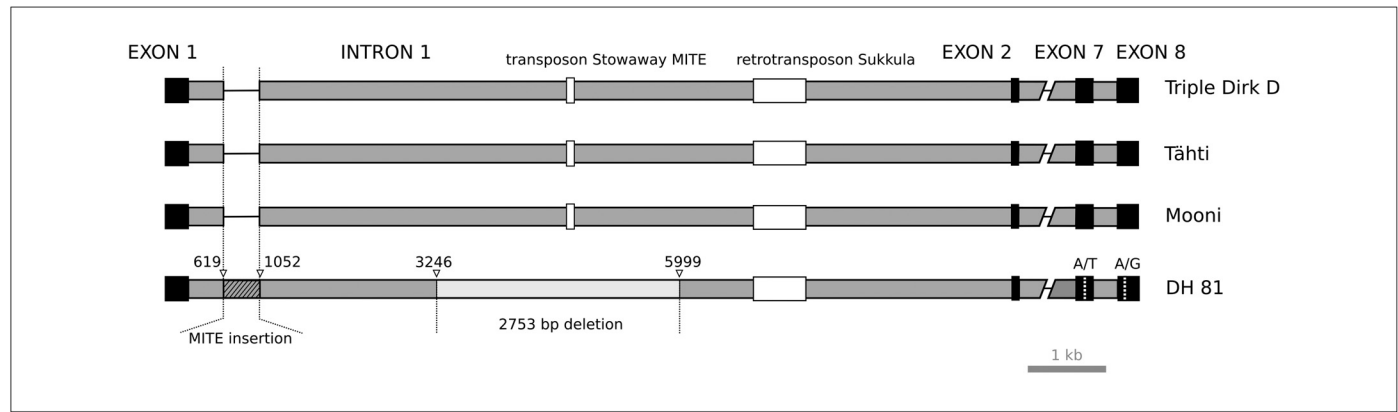 EXON 1 INTRON 1 transposon Stowaway MITE retrotransposon Sukkula EXON 2 EXON 7 EXON 8
Triple Dirk D
Tähti
Mooni
619 1052 3246 5999 A/T A/G
DH 81
MITE insertion 2753 bp deletion
1 kb